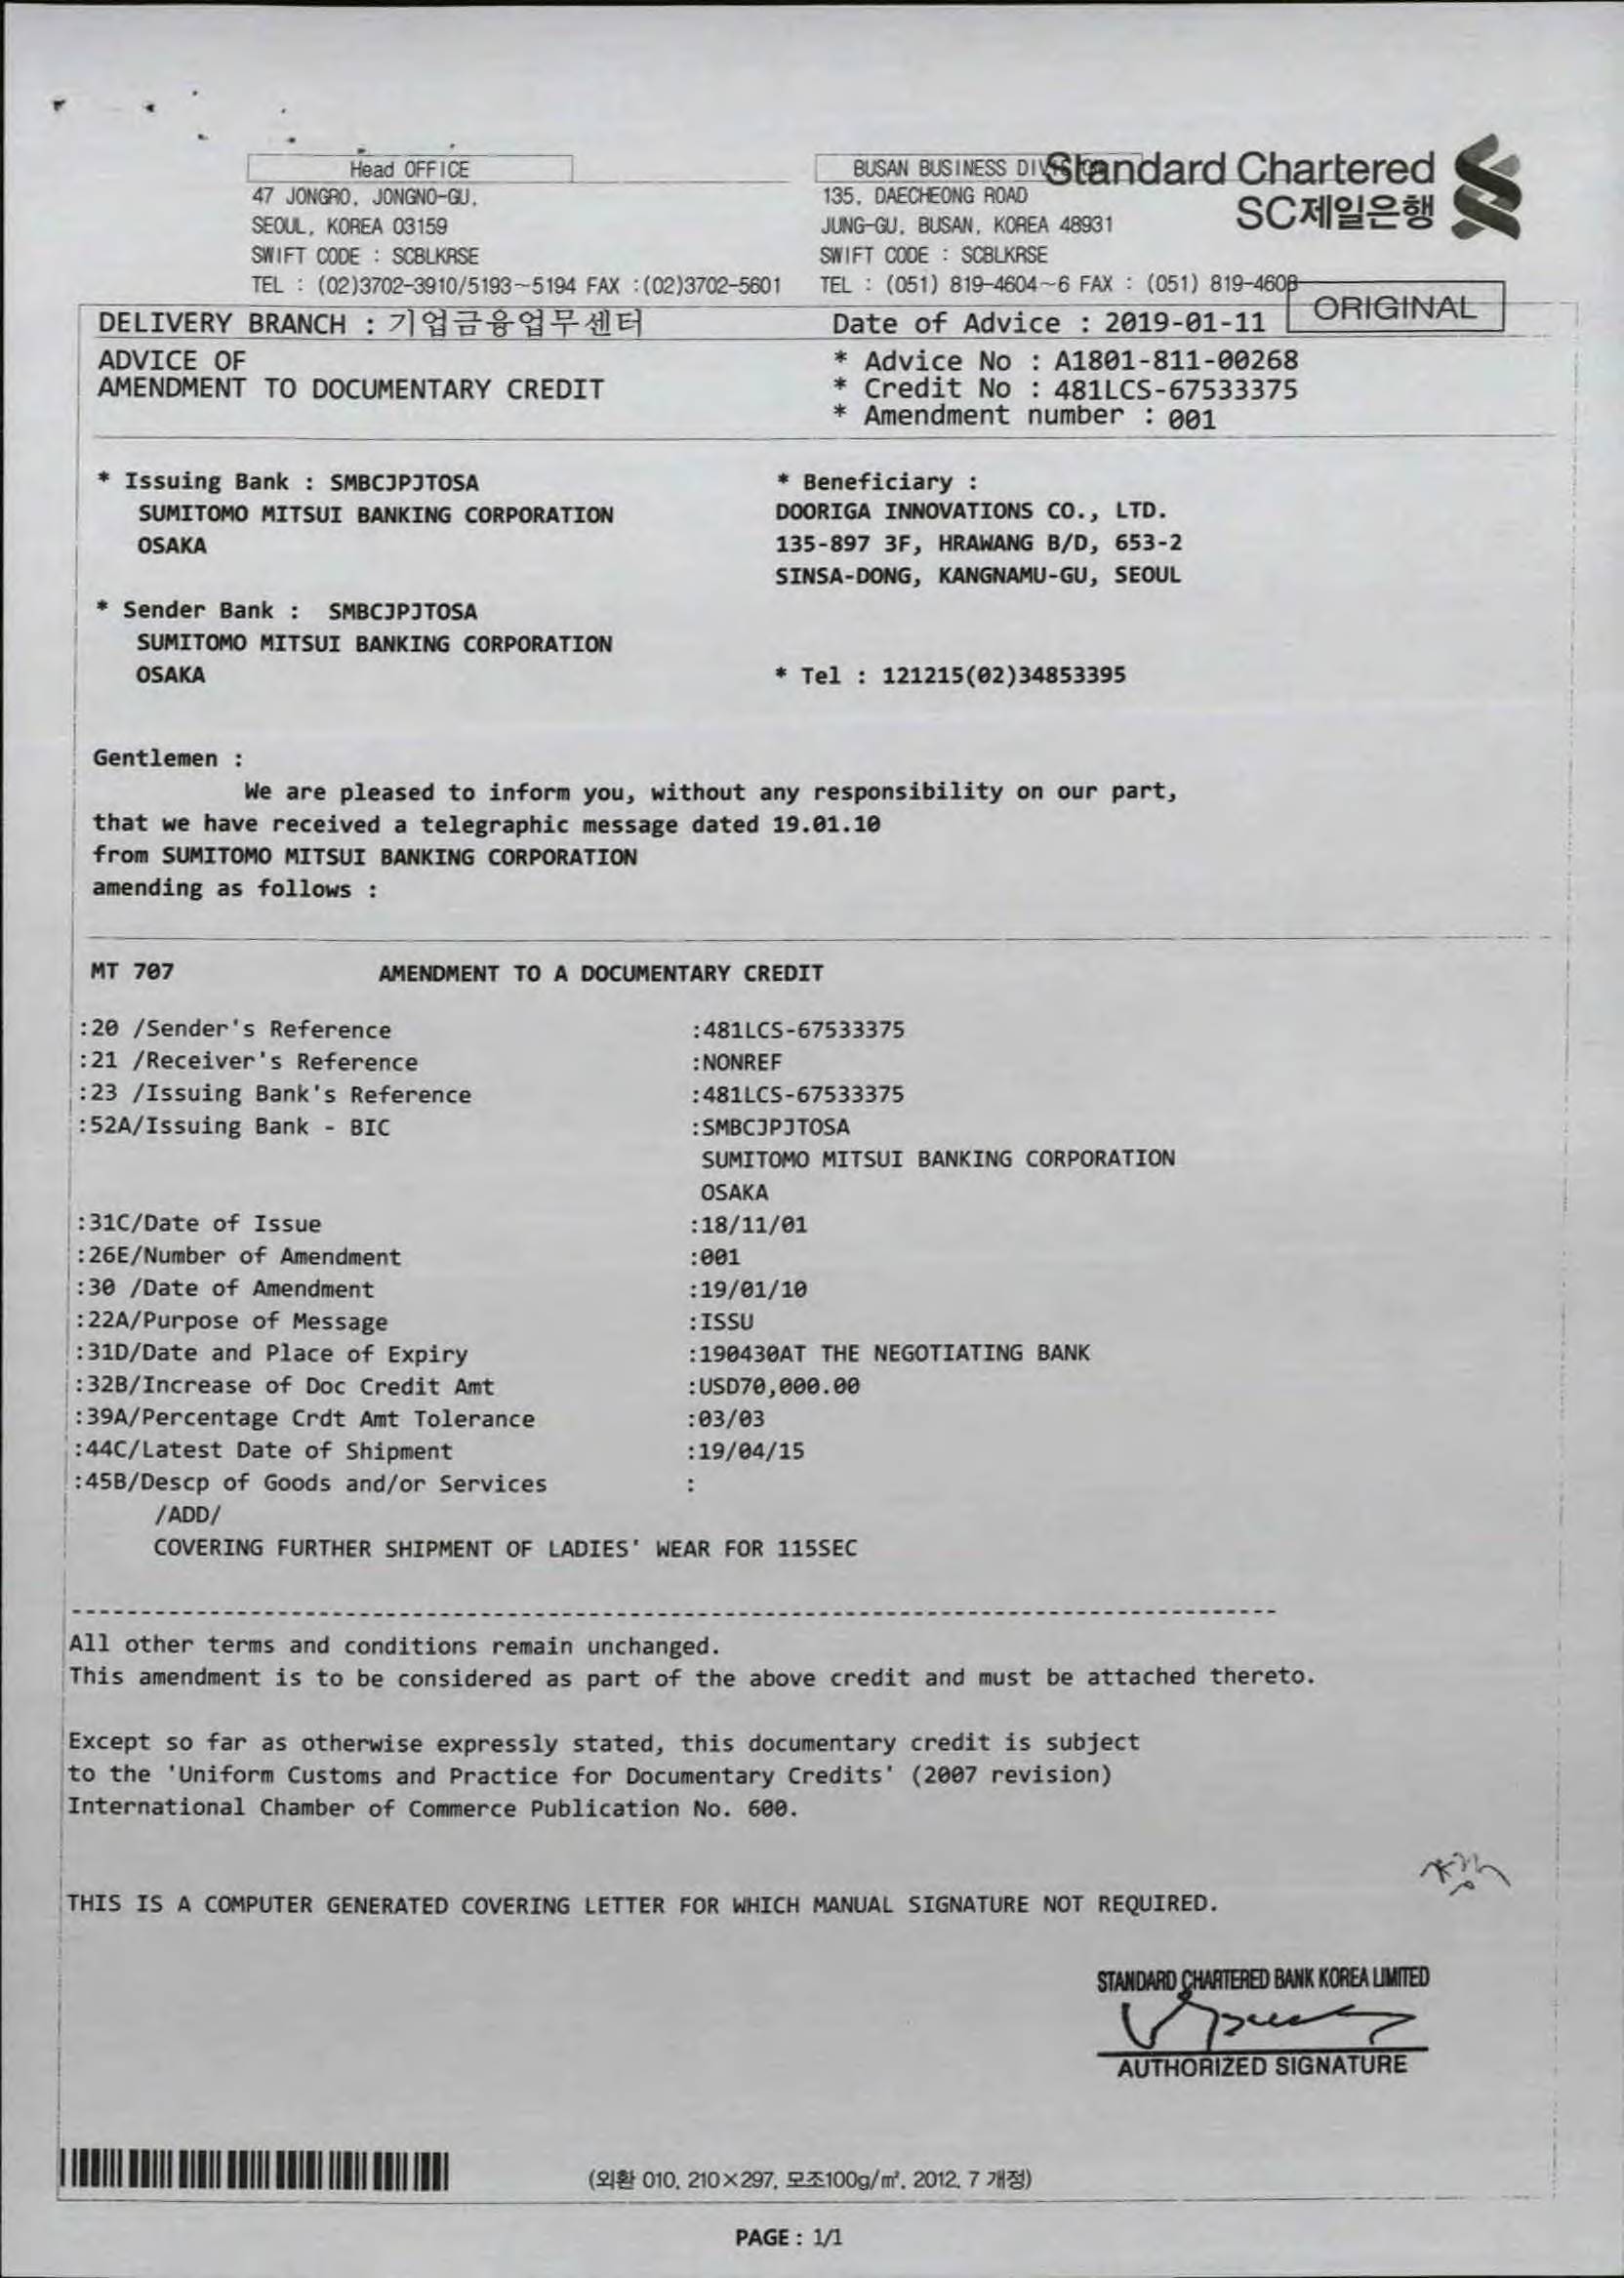 Head OFFICE
47 JONGRO, JONGNO-GU,
SEOUL, KOREA 03159
SWIFT CODE : SCBLKRSE
TEL : (02)3702-3910/5193~5194 FAX :(02)3702-5601
BUSAN BUSINESS DIVISION
135, DAECHEONG ROAD
JUNG-GU, BUSAN, KOREA 48931
SWIFT CODE : SCBLKRSE
TEL : (051) 819-4604~6 FAX : (051) 819-4608
Standard Chartered
SC제일은행
ORIGINAL
DELIVERY BRANCH : 기업금융업무센터
Date of Advice : 2019-01-11
ADVICE OF
AMENDMENT TO DOCUMENTARY CREDIT
* Advice No : A1801-811-00268
* Credit No : 481LCS-67533375
* Amendment number : 001
* Issuing Bank : SMBCJPJTOSA
SUMITOMO MITSUI BANKING CORPORATION
OSAKA
* Beneficiary :
DOORIGA INNOVATIONS CO., LTD.
135-897 3F, HRAWANG B/D, 653-2
SINSA-DONG, KANGNAMU-GU, SEOUL
* Sender Bank : SMBCJPJTOSA
SUMITOMO MITSUI BANKING CORPORATION
OSAKA
* Tel : 121215(02)34853395
Gentlemen :
We are pleased to inform you, without any responsibility on our part,
that we have received a telegraphic message dated 19.01.10
from SUMITOMO MITSUI BANKING CORPORATION
amending as follows :
MT 707 AMENDMENT TO A DOCUMENTARY CREDIT
:20 /Sender's Reference :481LCS-67533375
:21 /Receiver's Reference :NONREF
:23 /Issuing Bank's Reference :481LCS-67533375
:52A/Issuing Bank - BIC :SMBCJPJTOSA
SUMITOMO MITSUI BANKING CORPORATION
OSAKA
:31C/Date of Issue :18/11/01
:26E/Number of Amendment :001
:30 /Date of Amendment :19/01/10
:22A/Purpose of Message :ISSU
:31D/Date and Place of Expiry :190430AT THE NEGOTIATING BANK
:32B/Increase of Doc Credit Amt :USD70,000.00
:39A/Percentage Crdt Amt Tolerance :03/03
:44C/Latest Date of Shipment :19/04/15
:45B/Descp of Goods and/or Services :
/ADD/
COVERING FURTHER SHIPMENT OF LADIES' WEAR FOR 115SEC
All other terms and conditions remain unchanged.
This amendment is to be considered as part of the above credit and must be attached thereto.
Except so far as otherwise expressly stated, this documentary credit is subject
to the 'Uniform Customs and Practice for Documentary Credits' (2007 revision)
International Chamber of Commerce Publication No. 600.
THIS IS A COMPUTER GENERATED COVERING LETTER FOR WHICH MANUAL SIGNATURE NOT REQUIRED.
STANDARD CHARTERED BANK KOREA LIMITED
AUTHORIZED SIGNATURE
(외환 010, 210×297, 모조100g/㎡, 2012. 7 개정)
PAGE : 1/1